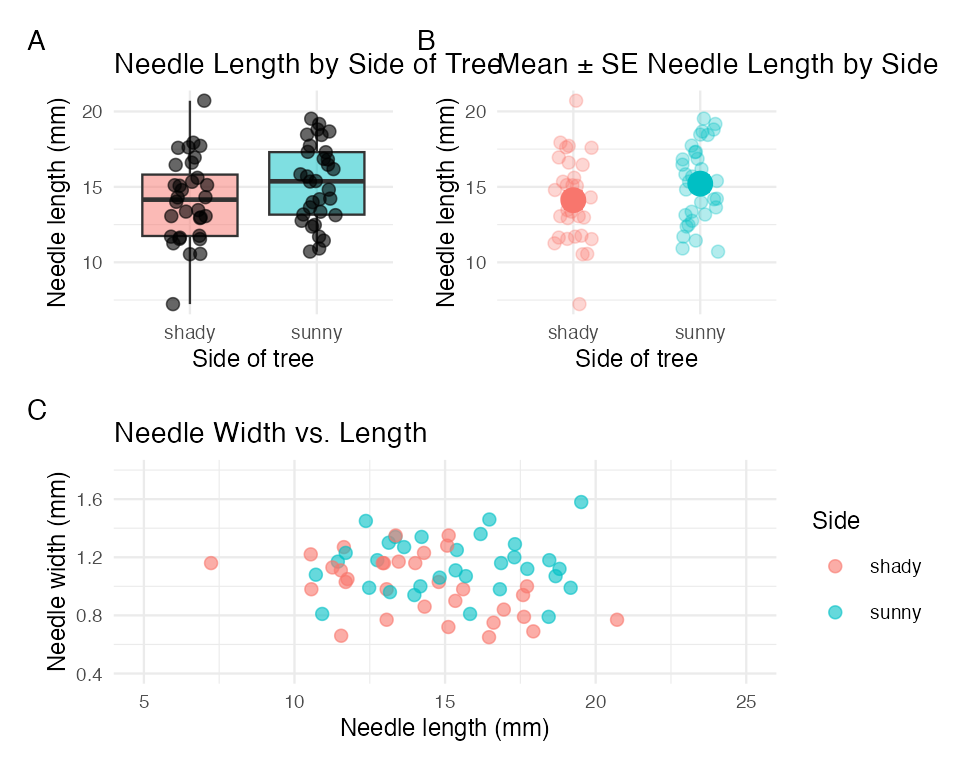 A
Needle Length by Side of Tree
Needle length (mm)
20
15
10
shady
sunny
Side of tree
B
Mean ± SE Needle Length by Side
Needle length (mm)
20
15
10
shady
sunny
Side of tree
C
Needle Width vs. Length
Needle width (mm)
1.6
1.2
0.8
0.4
5
10
15
20
25
Needle length (mm)
Side
shady
sunny